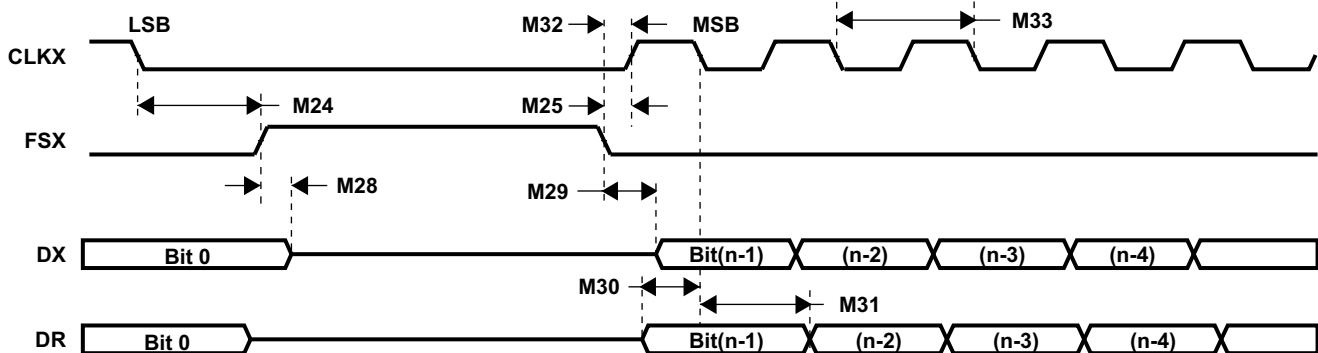 LSB M32 MSB M33
CLKX
M24 M25
FSX
M28 M29
DX Bit 0 Bit(n-1) (n-2) (n-3) (n-4)
M30 M31
DR Bit 0 Bit(n-1) (n-2) (n-3) (n-4)